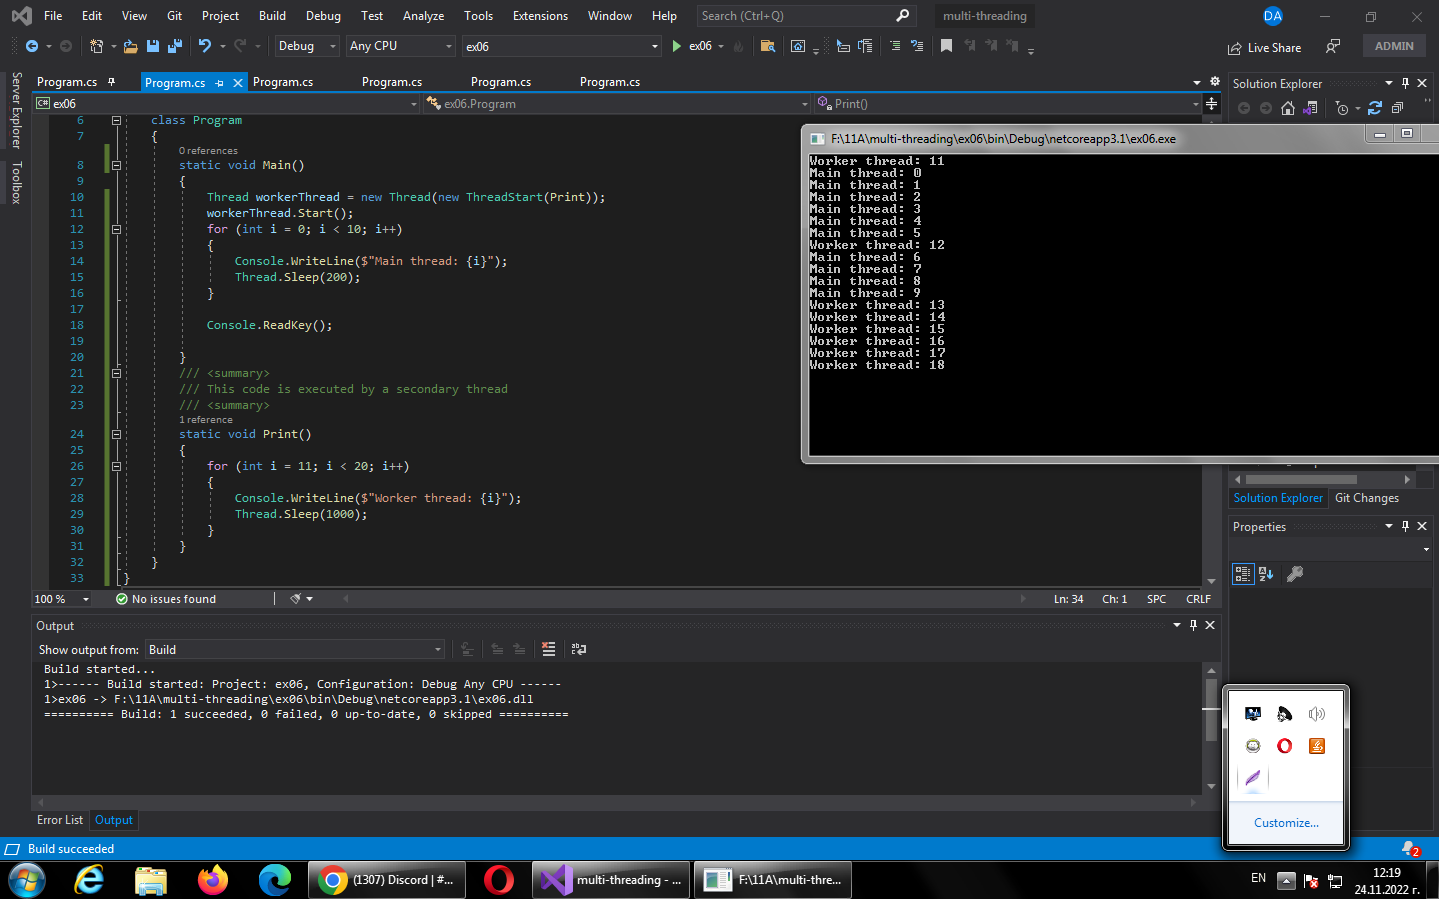 File Edit View Git Project Build Debug Test Analyze Tools Extensions Window Help Search (Ctrl+Q) multi-threading DA
Debug Any CPU ex06 ex06 Live Share ADMIN
Server Explorer
Toolbox
Program.cs Program.cs Program.cs Program.cs Program.cs Program.cs
C# ex06 ex06.Program Print()
6 class Program
7 {
0 references
8 static void Main()
9 {
10 Thread workerThread = new Thread(new ThreadStart(Print));
11 workerThread.Start();
12 for (int i = 0; i < 10; i++)
13 {
14 Console.WriteLine($"Main thread: {i}");
15 Thread.Sleep(200);
16 }
17
18 Console.ReadKey();
19
20 }
21 /// <summary>
22 /// This code is executed by a secondary thread
23 /// <summary>
1 reference
24 static void Print()
25 {
26 for (int i = 11; i < 20; i++)
27 {
28 Console.WriteLine($"Worker thread: {i}");
29 Thread.Sleep(1000);
30 }
31 }
32 }
33 }
100 % No issues found Ln: 34 Ch: 1 SPC CRLF
Solution Explorer
F:\11A\multi-threading\ex06\bin\Debug\netcoreapp3.1\ex06.exe
Worker thread: 11
Main thread: 0
Main thread: 1
Main thread: 2
Main thread: 3
Main thread: 4
Main thread: 5
Worker thread: 12
Main thread: 6
Main thread: 7
Main thread: 8
Main thread: 9
Worker thread: 13
Worker thread: 14
Worker thread: 15
Worker thread: 16
Worker thread: 17
Worker thread: 18
Solution Explorer Git Changes
Properties
Output
Show output from: Build
Build started...
1>------ Build started: Project: ex06, Configuration: Debug Any CPU ------
1>ex06 -> F:\11A\multi-threading\ex06\bin\Debug\netcoreapp3.1\ex06.dll
========== Build: 1 succeeded, 0 failed, 0 up-to-date, 0 skipped ==========
Error List Output
Customize...
Build succeeded 2
(1307) Discord | #... multi-threading - ... F:\11A\multi-thre... EN 12:19
24.11.2022 г.